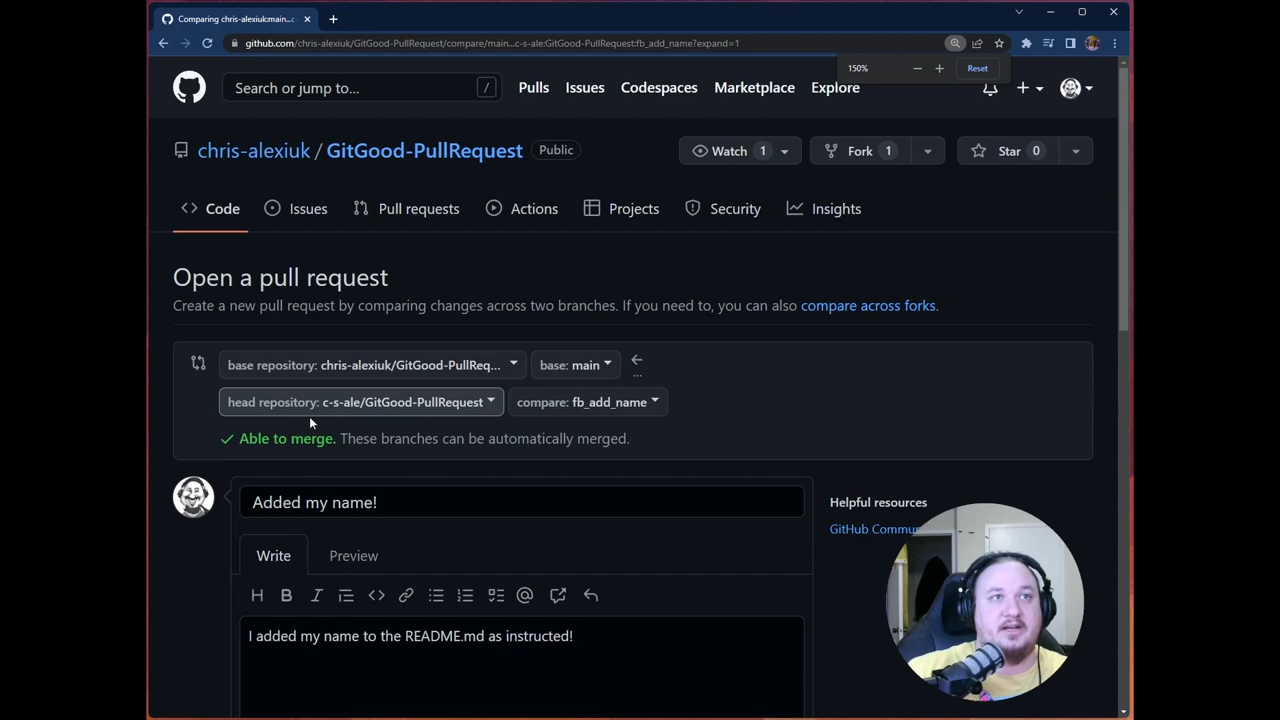 Comparing chris-alexiuk:main...c-
github.com/chris-alexiuk/GitGood-PullRequest/compare/main...c-s-ale:GitGood-PullRequest:fb_add_name?expand=1
150%
Reset
Search or jump to... /
Pulls Issues Codespaces Marketplace Explore
chris-alexiuk / GitGood-PullRequest Public
Watch 1 Fork 1 Star 0
Code Issues Pull requests Actions Projects Security Insights
Open a pull request
Create a new pull request by comparing changes across two branches. If you need to, you can also compare across forks.
base repository: chris-alexiuk/GitGood-PullReq... base: main ...
head repository: c-s-ale/GitGood-PullRequest compare: fb_add_name
Able to merge. These branches can be automatically merged.
Added my name!
Helpful resources
GitHub Commu
Write Preview
I added my name to the README.md as instructed!